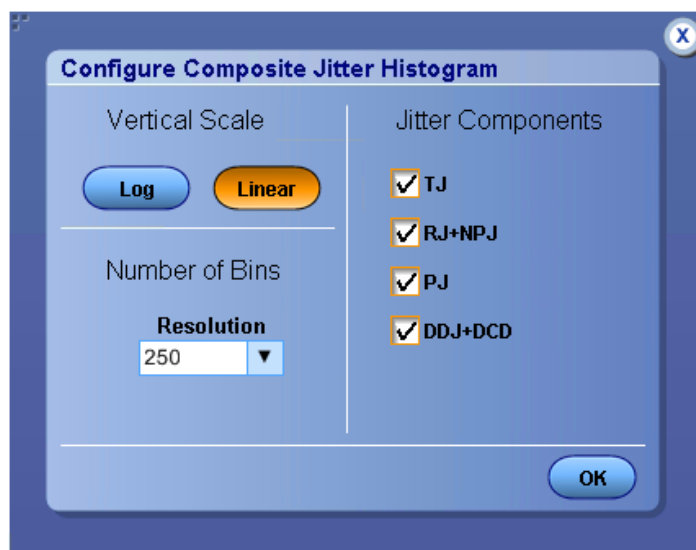 X
Configure Composite Jitter Histogram
Vertical Scale
Log Linear
Number of Bins
Resolution
250
Jitter Components
TJ
RJ+NPJ
PJ
DDJ+DCD
OK